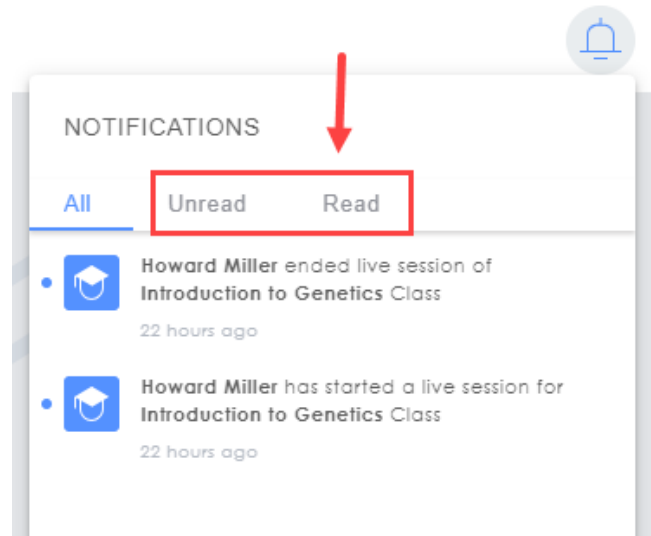 NOTIFICATIONS
All Unread Read
Howard Miller ended live session of
Introduction to Genetics Class
22 hours ago
Howard Miller has started a live session for
Introduction to Genetics Class
22 hours ago